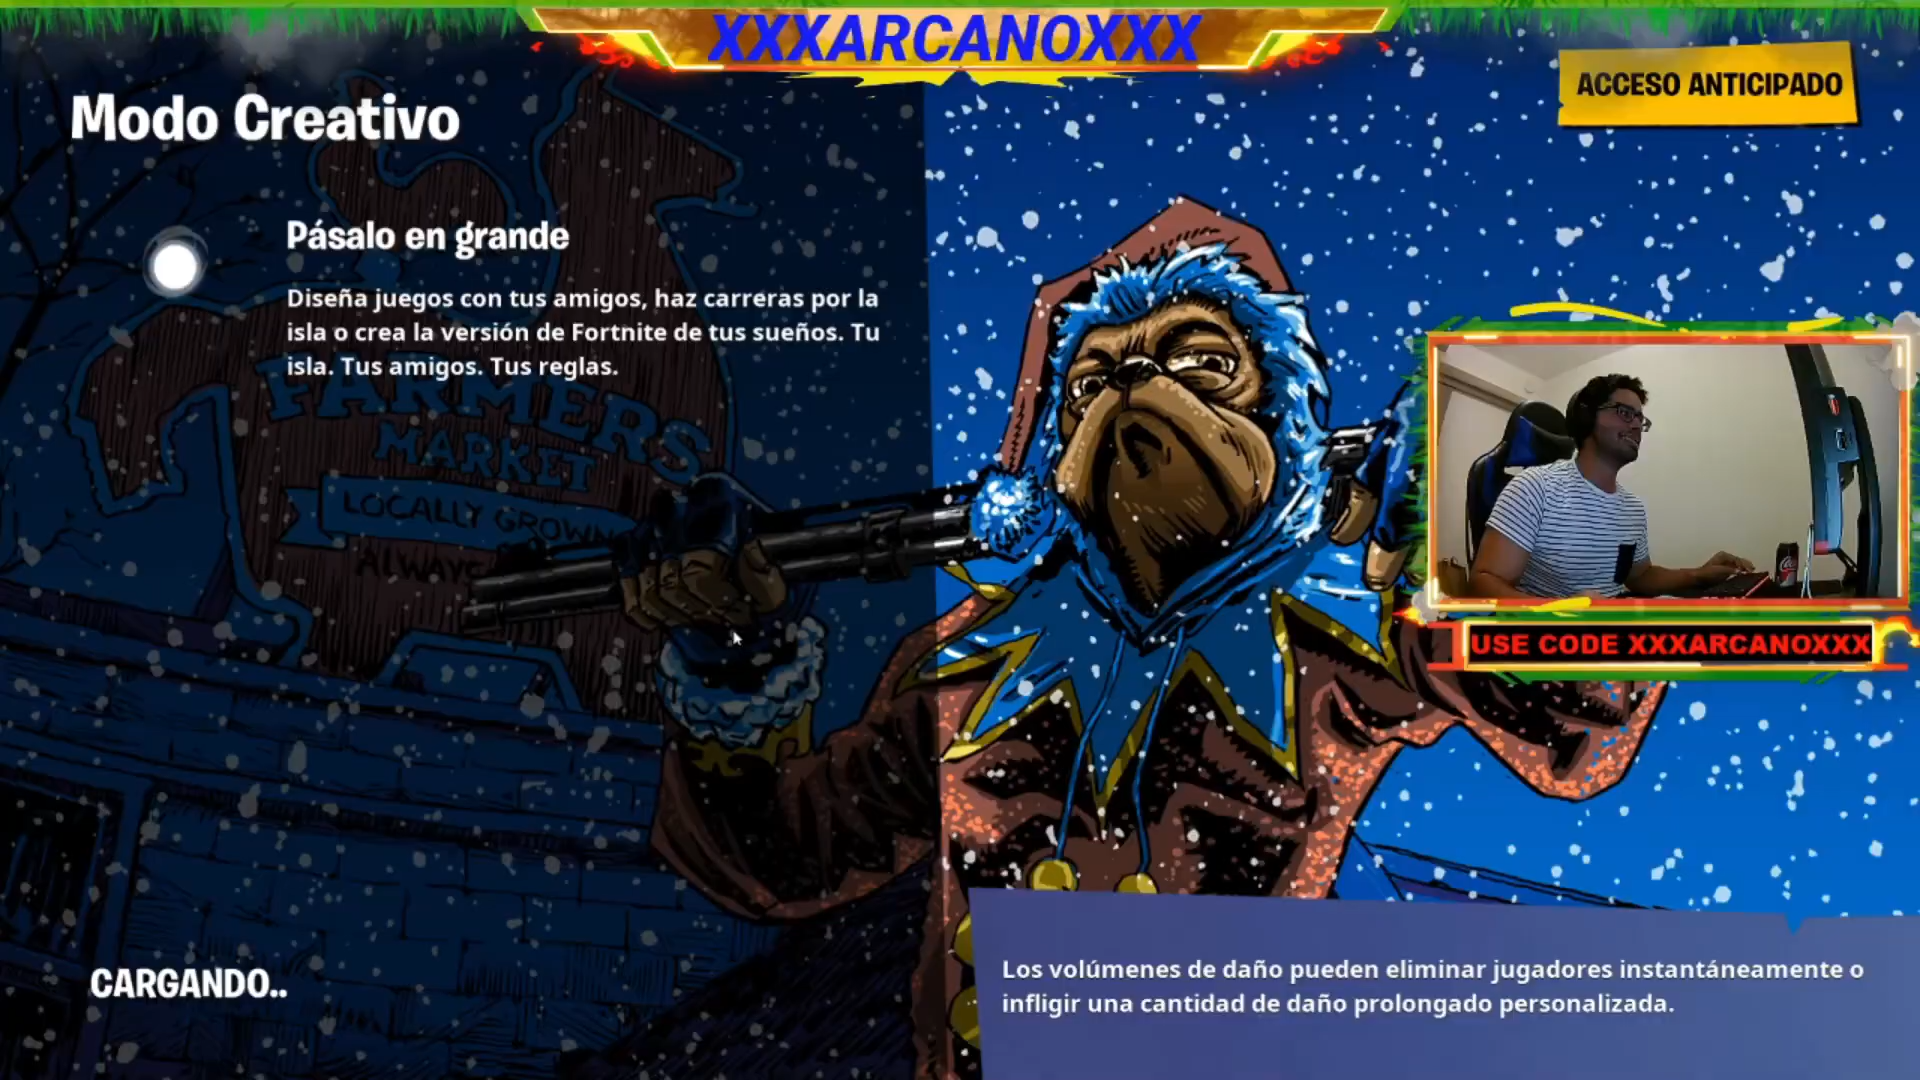 XXXARCANOXXX
ACCESO ANTICIPADO
Modo Creativo
Pásalo en grande
Diseña juegos con tus amigos, haz carreras por la
isla o crea la versión de Fortnite de tus sueños. Tu
isla. Tus amigos. Tus reglas.
FARMERS
MARKET
LOCALLY GROWN
ALWAYS
USE CODE XXXARCANOXXX
CARGANDO..
Los volúmenes de daño pueden eliminar jugadores instantáneamente o
infligir una cantidad de daño prolongado personalizada.